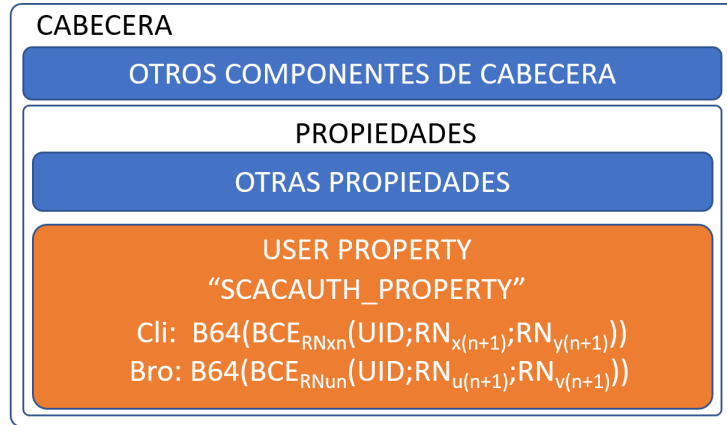 CABECERA
OTROS COMPONENTES DE CABECERA
PROPIEDADES
OTRAS PROPIEDADES
USER PROPERTY
“SCACAUTH_PROPERTY”
Cli: B64(BCE_RNxn(UID;RN_x(n+1);RN_y(n+1)))
Bro: B64(BCE_RNun(UID;RN_u(n+1);RN_v(n+1)))